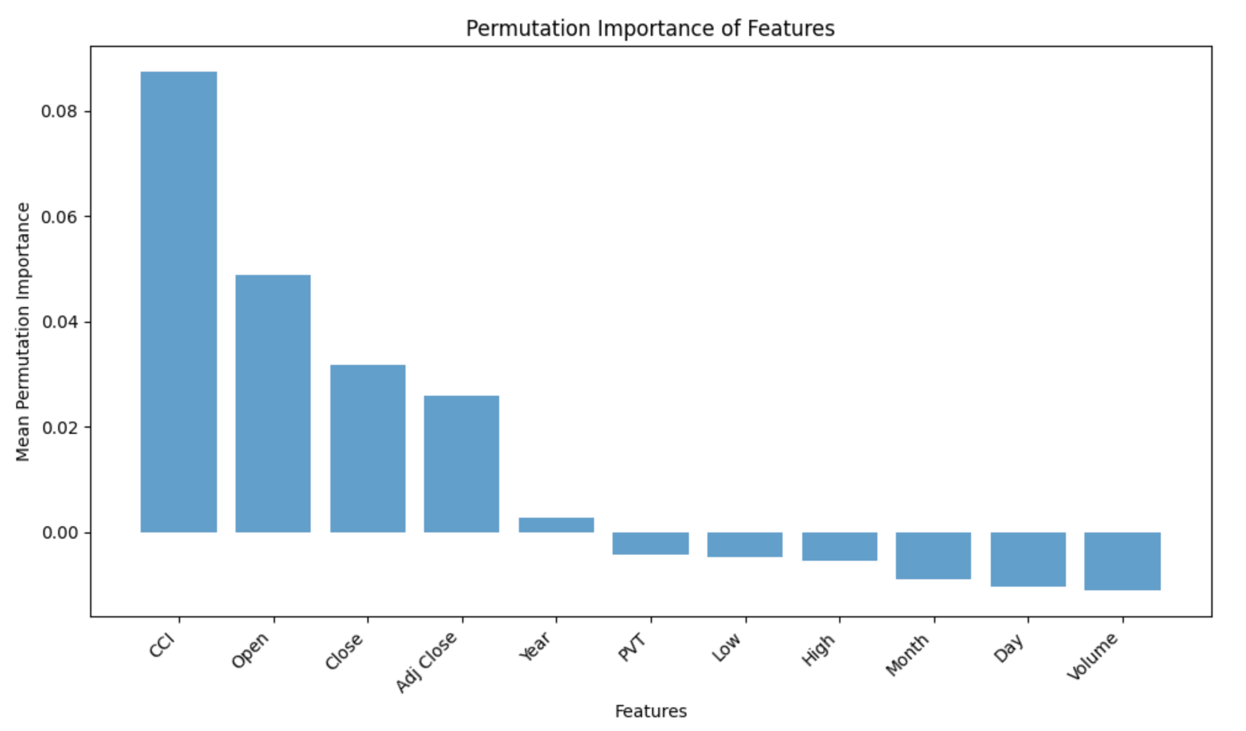 Permutation Importance of Features
Mean Permutation Importance
0.08
0.06
0.04
0.02
0.00
CCI
Open
Close
Adj Close
Year
PVT
Low
High
Month
Day
Volume
Features